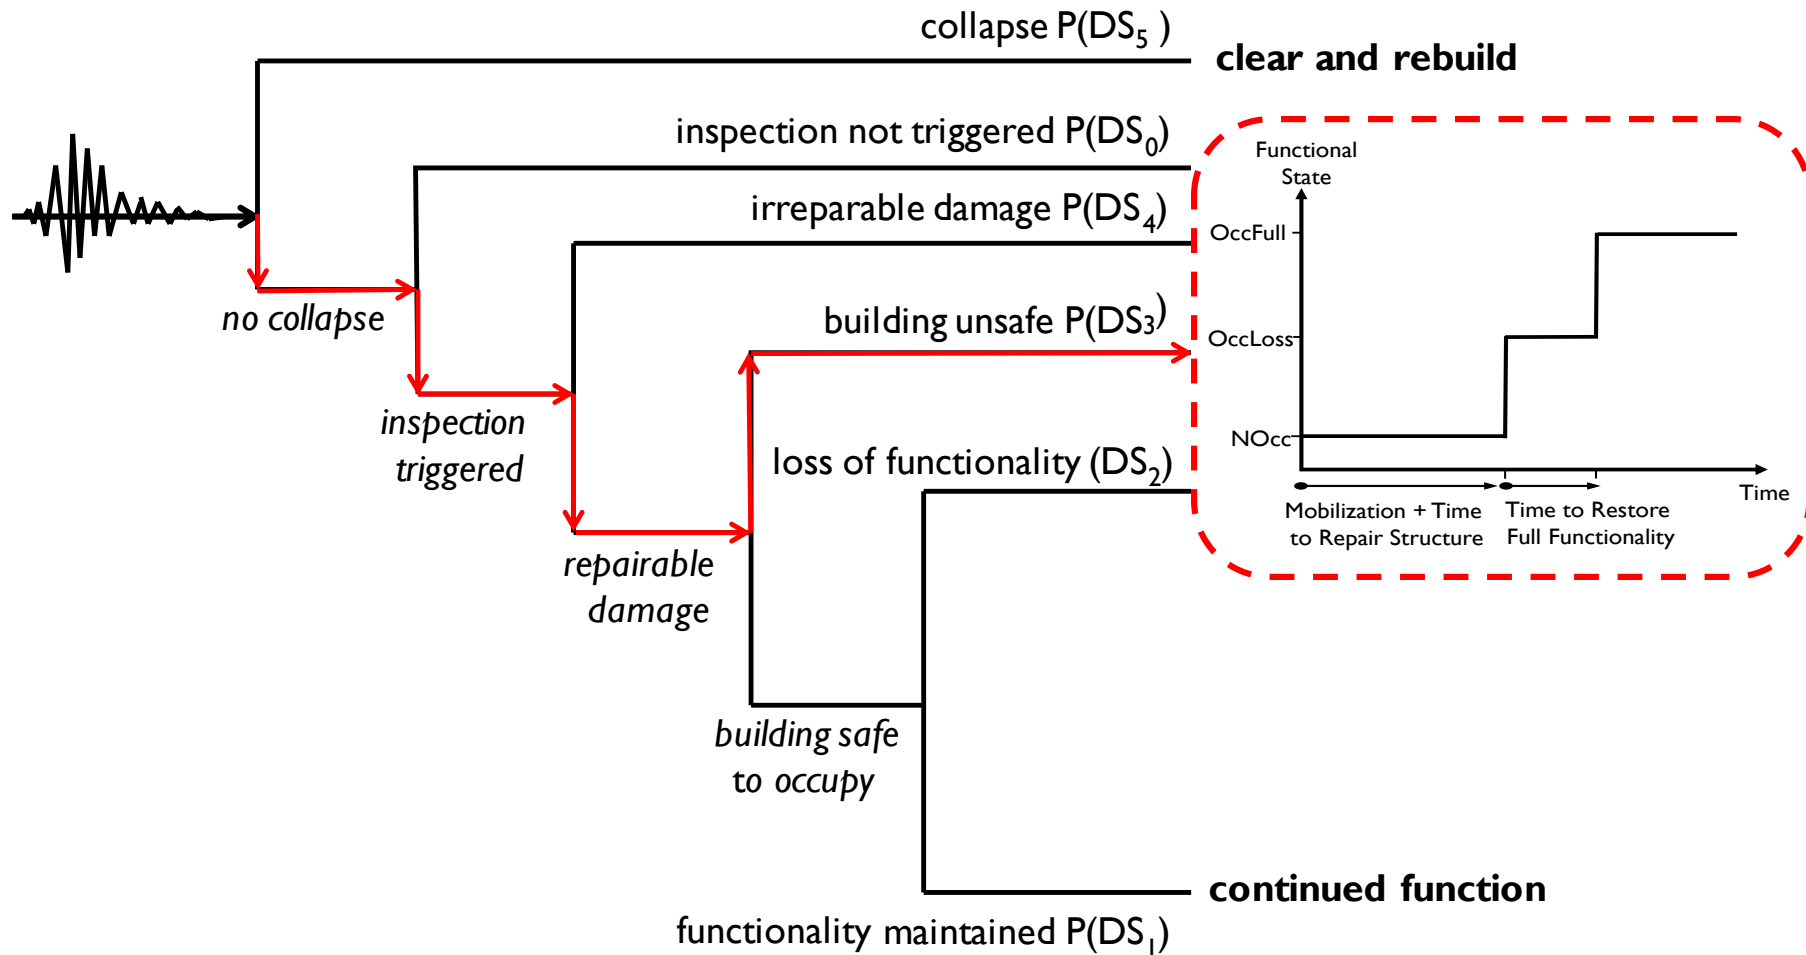 collapse P(DS5 )
clear and rebuild
inspection not triggered P(DS0)
irreparable damage P(DS4)
building unsafe P(DS3)
loss of functionality (DS2)
no collapse
inspection
triggered
repairable
damage
building safe
to occupy
functionality maintained P(DS1)
continued function
Functional
State
OccFull
OccLoss
NOcc
Time
Mobilization + Time
to Repair Structure
Time to Restore
Full Functionality